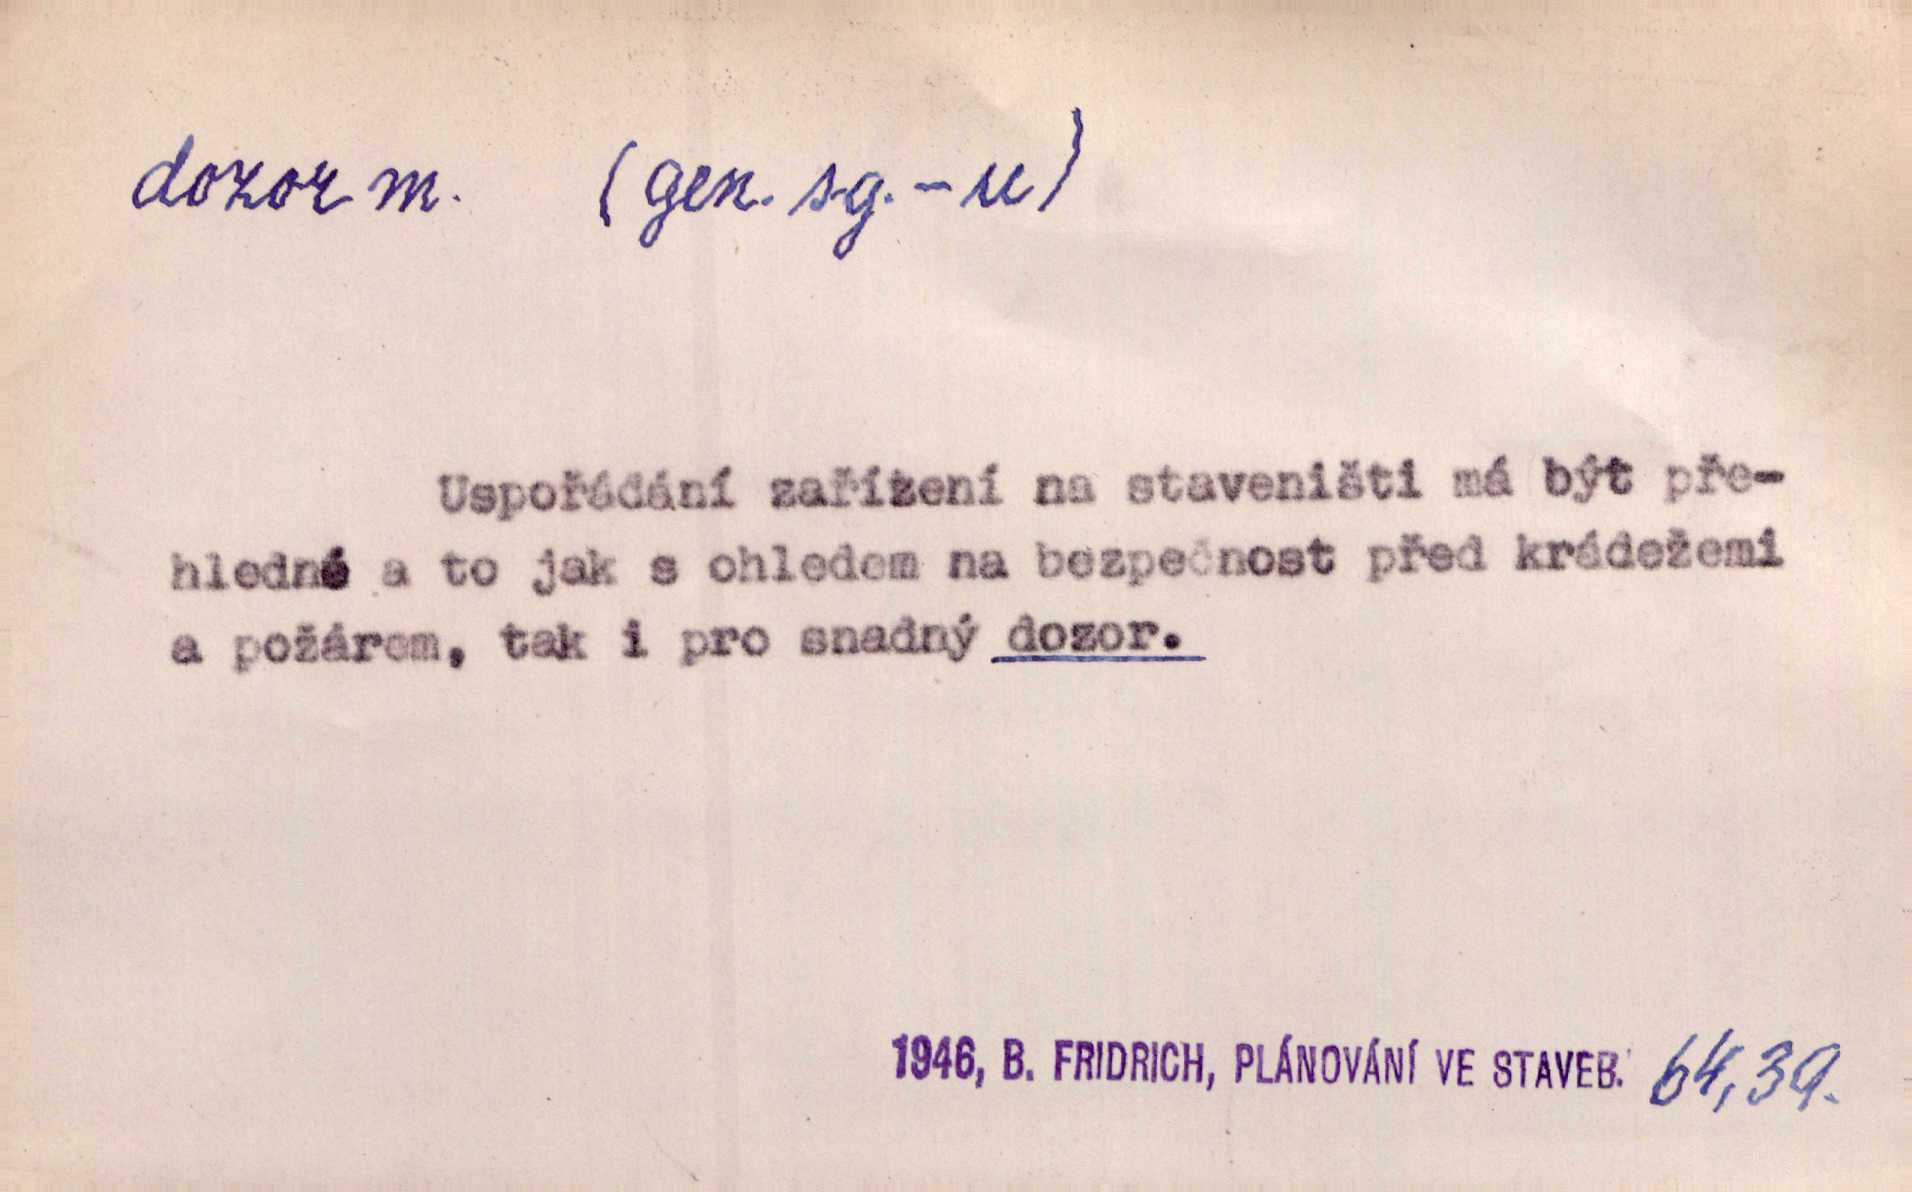 dozor m. (gen. sg. -u)
Uspořádání zařízení na staveništi má být pře-
hledné a to jak s ohledem na bezpečnost před krádežemi
a požárem, tak i pro snadný dozor.
1946, B. FRIDRICH, PLÁNOVÁNÍ VE STAVEB. 64,39.